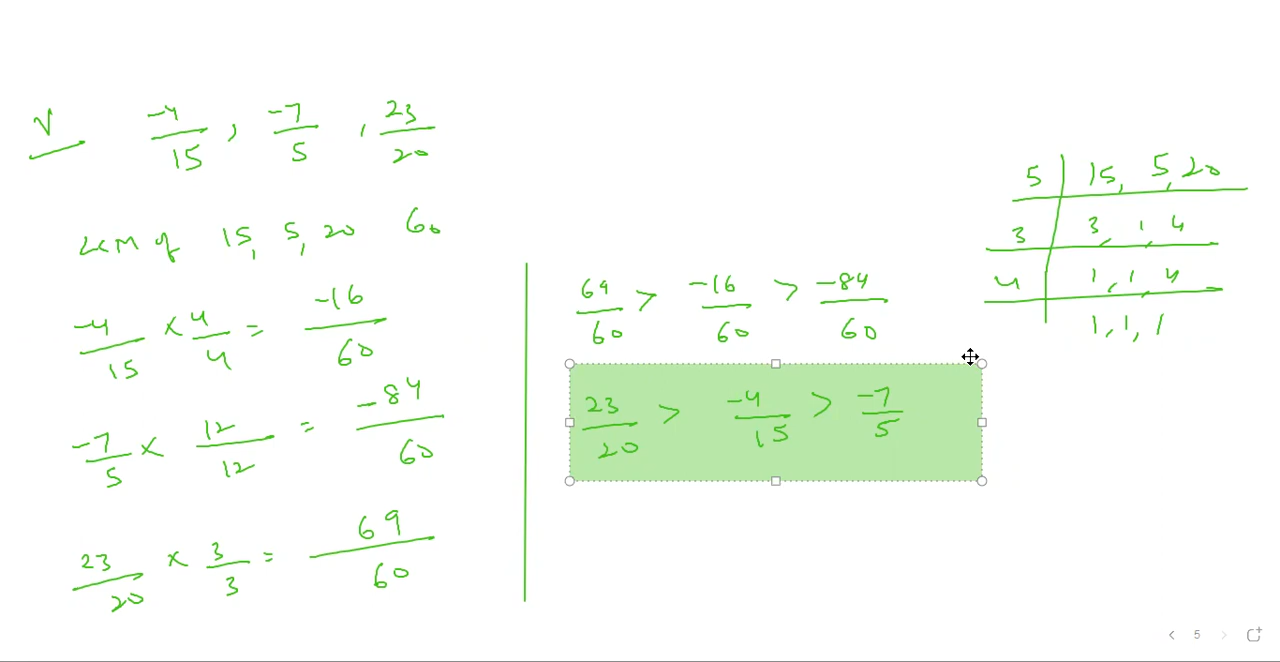 V -4/15, -7/5, 23/20
LCM of 15, 5, 20 60
-4/15 × 4/4 = -16/60
-7/5 × 12/12 = -84/60
23/20 × 3/3 = 69/60
69/60 > -16/60 > -84/60
23/20 > -4/15 > -7/5
5 | 15, 5, 20
3 | 3, 1, 4
4 | 1, 1, 4
1, 1, 1
5